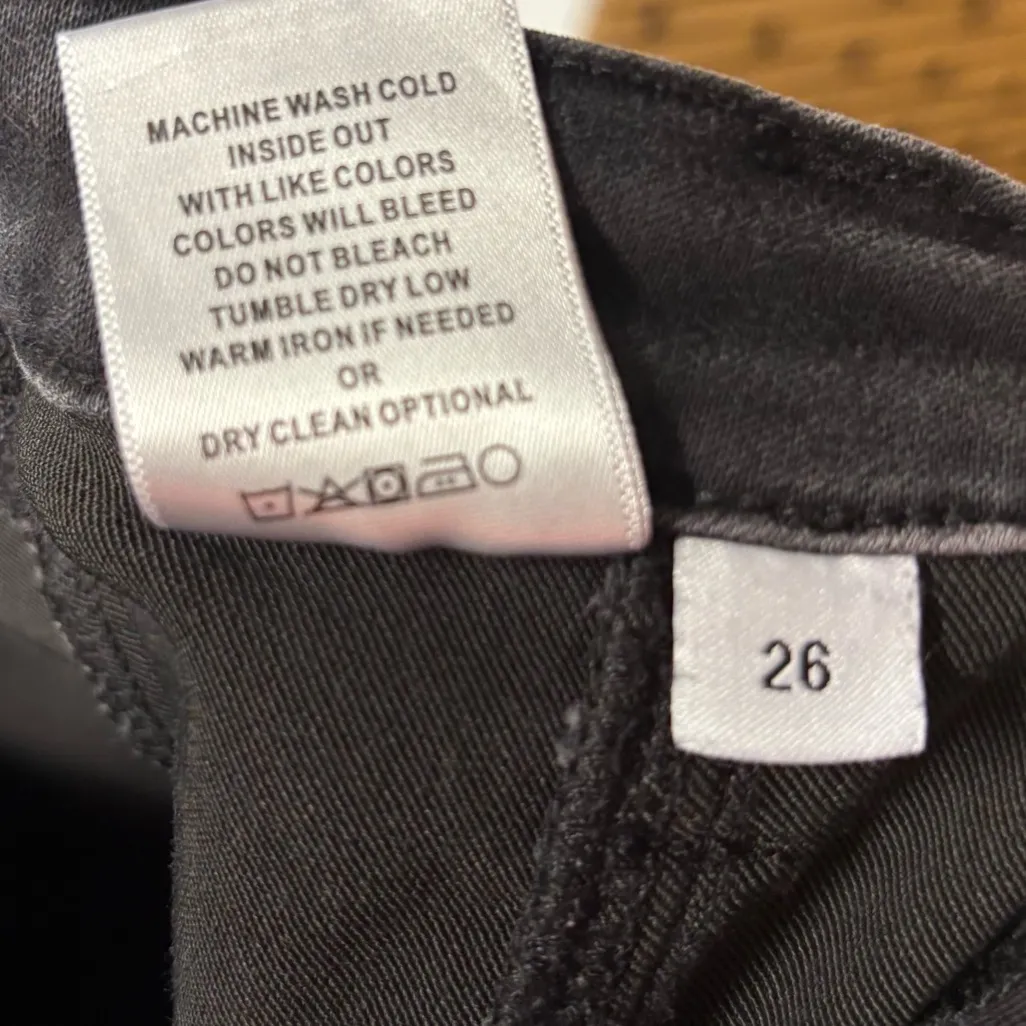 MACHINE WASH COLD
INSIDE OUT
WITH LIKE COLORS
COLORS WILL BLEED
DO NOT BLEACH
TUMBLE DRY LOW
WARM IRON IF NEEDED
OR
DRY CLEAN OPTIONAL
26